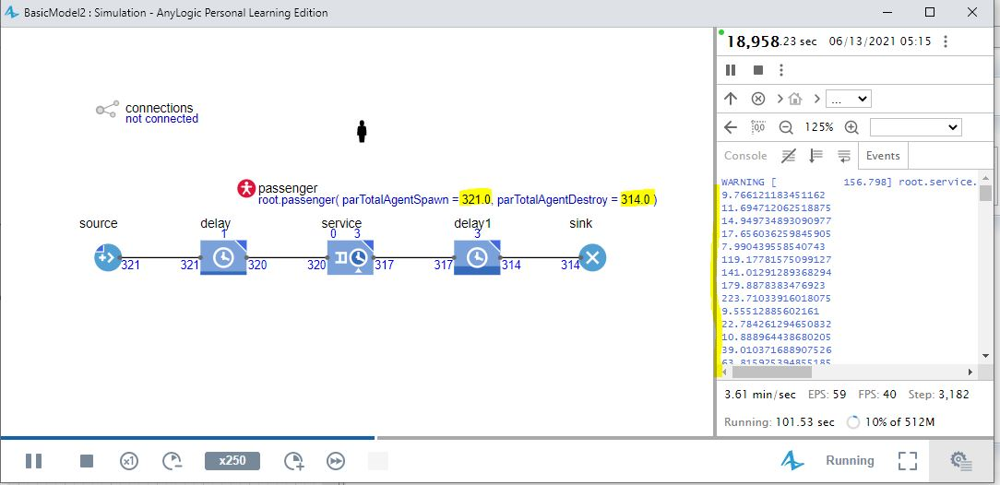 BasicModel2 : Simulation - AnyLogic Personal Learning Edition
18,958.23 sec 06/13/2021 05:15
connections
not connected
...
125%
Console
Events
passenger
root.passenger( parTotalAgentSpawn = 321.0, parTotalAgentDestroy = 314.0 )
source delay service delay1 sink
1 0 3 3
321 321 320 320 317 317 314 314
WARNING [ 156.798] root.service.
9.766121183451162
11.694712062518875
14.949734893090977
17.656036259845905
7.990439558540743
119.17781575099127
141.01291289368294
179.8878383476923
223.71033916018075
9.55512885602161
22.784261294650832
10.888964438680205
39.010371688907526
63.815925394855185
3.61 min/sec EPS: 59 FPS: 40 Step: 3,182
Running: 101.53 sec 10% of 512M
x1
x250
Running